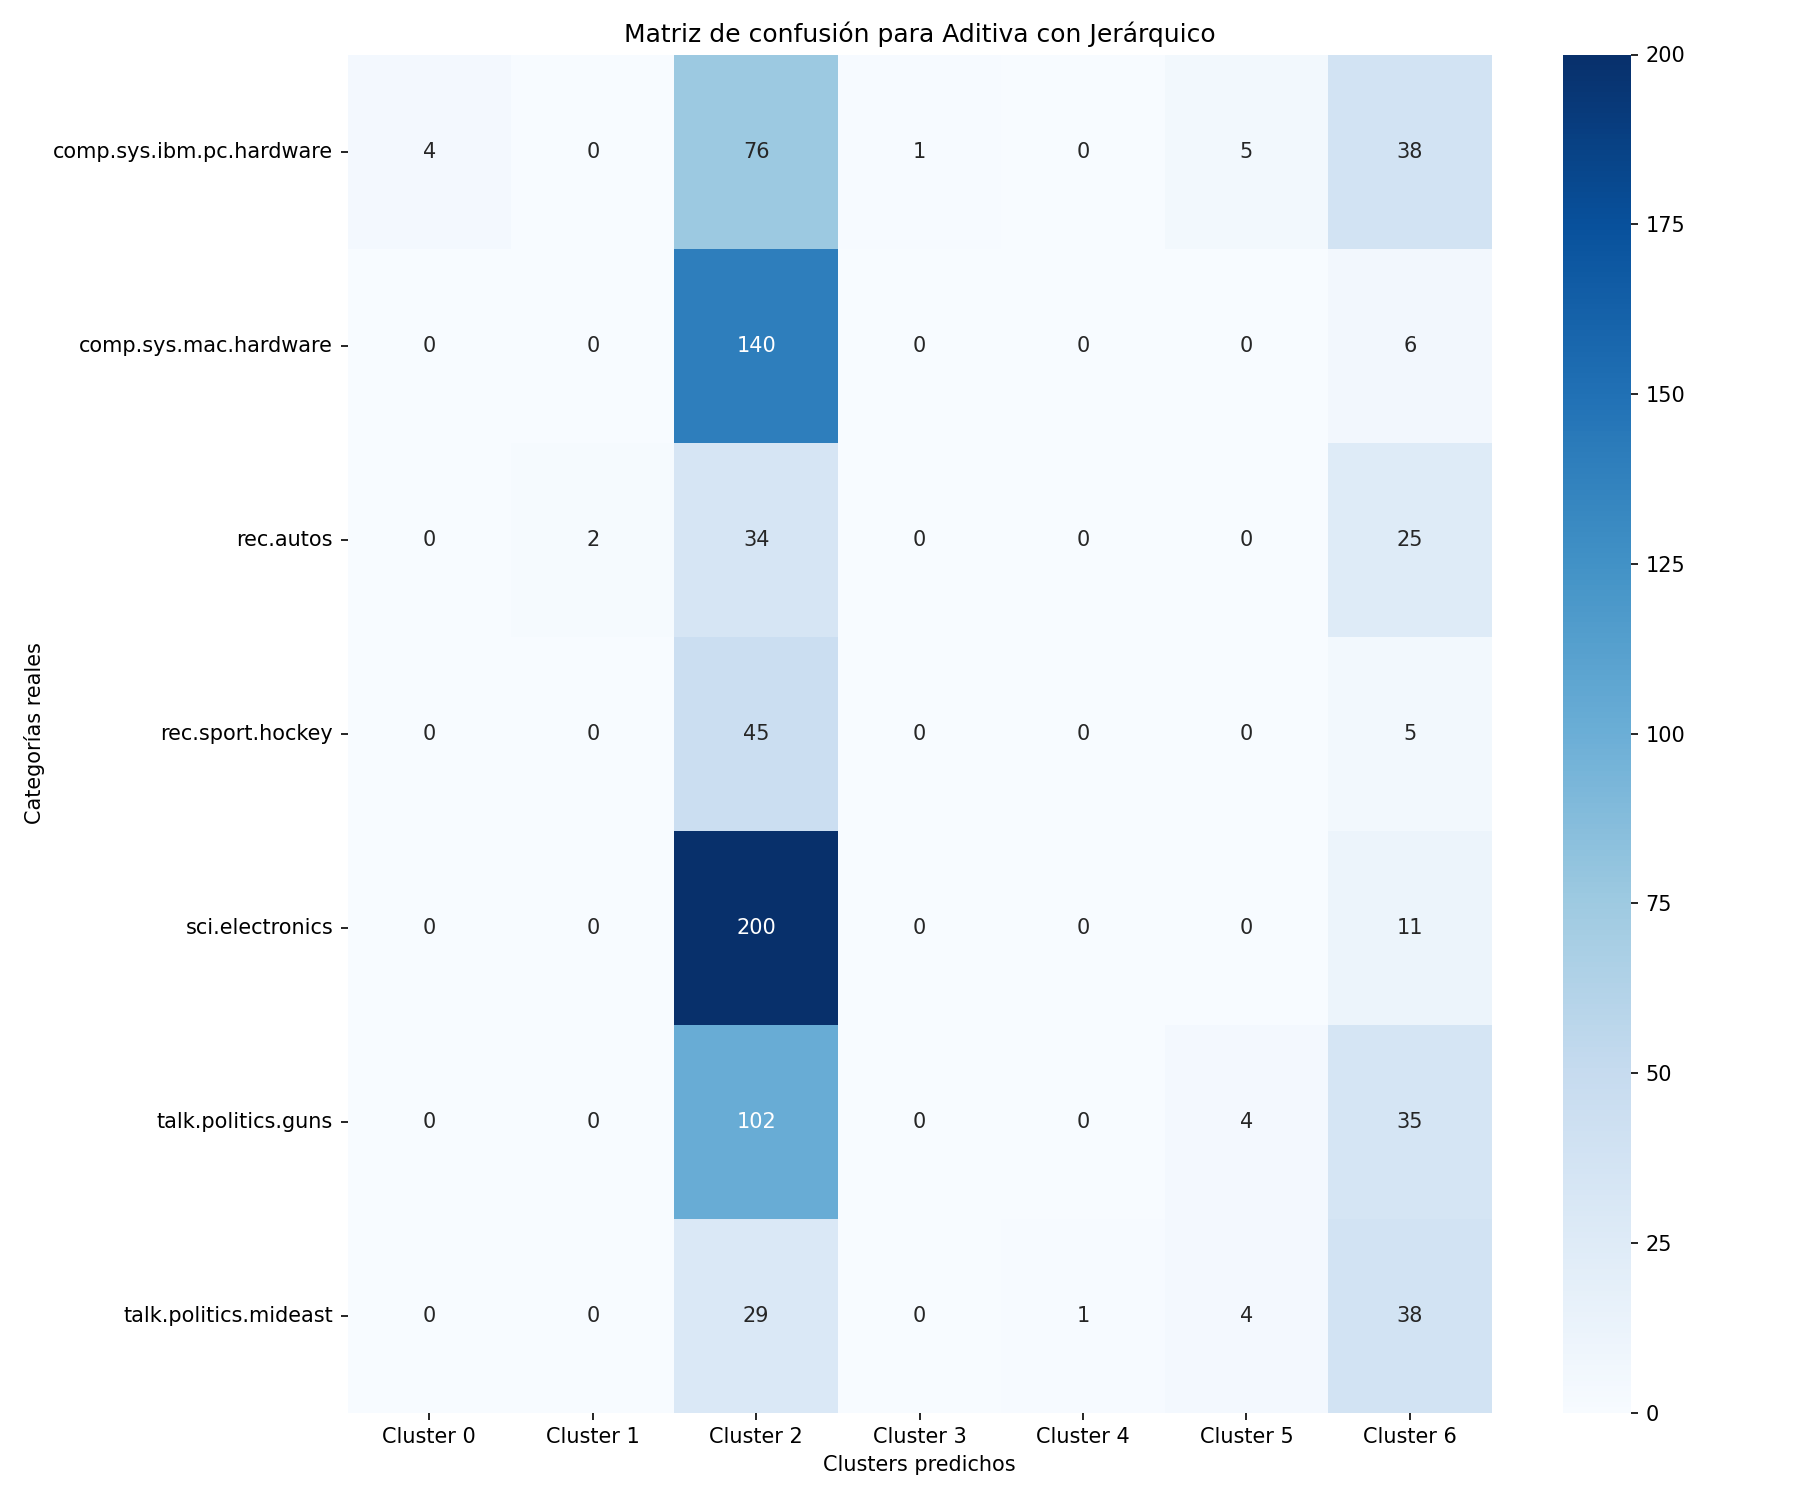 Matriz de confusión para Aditiva con Jerárquico
Categorías reales
comp.sys.ibm.pc.hardware 4 0 76 1 0 5 38
comp.sys.mac.hardware 0 0 140 0 0 0 6
rec.autos 0 2 34 0 0 0 25
rec.sport.hockey 0 0 45 0 0 0 5
sci.electronics 0 0 200 0 0 0 11
talk.politics.guns 0 0 102 0 0 4 35
talk.politics.mideast 0 0 29 0 1 4 38
Cluster 0 Cluster 1 Cluster 2 Cluster 3 Cluster 4 Cluster 5 Cluster 6
Clusters predichos
200
175
150
125
100
75
50
25
0